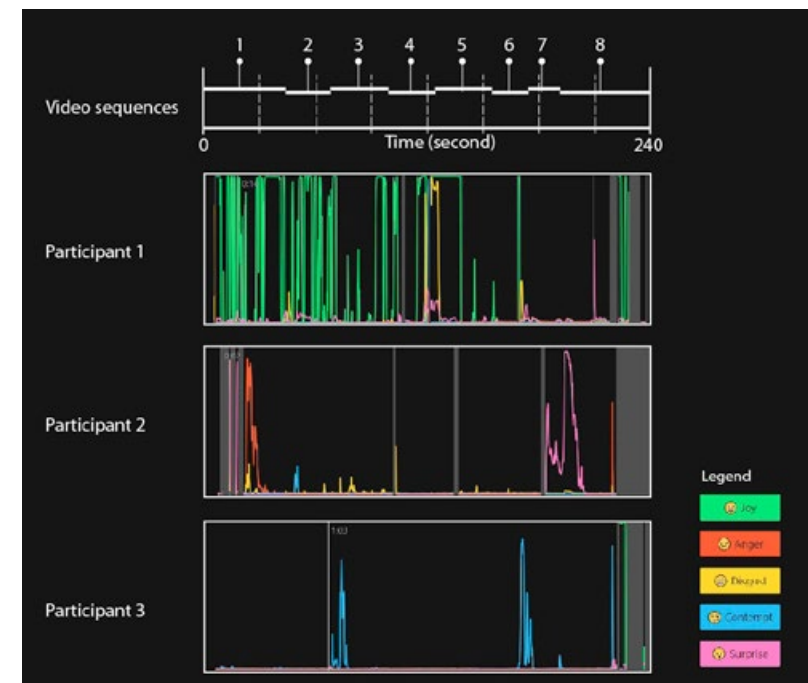 1 2 3 4 5 6 7 8
Video sequences
0 Time (second) 240
Participant 1
Participant 2
1:03
Participant 3
Legend
Joy
Anger
Contempt
Surprise